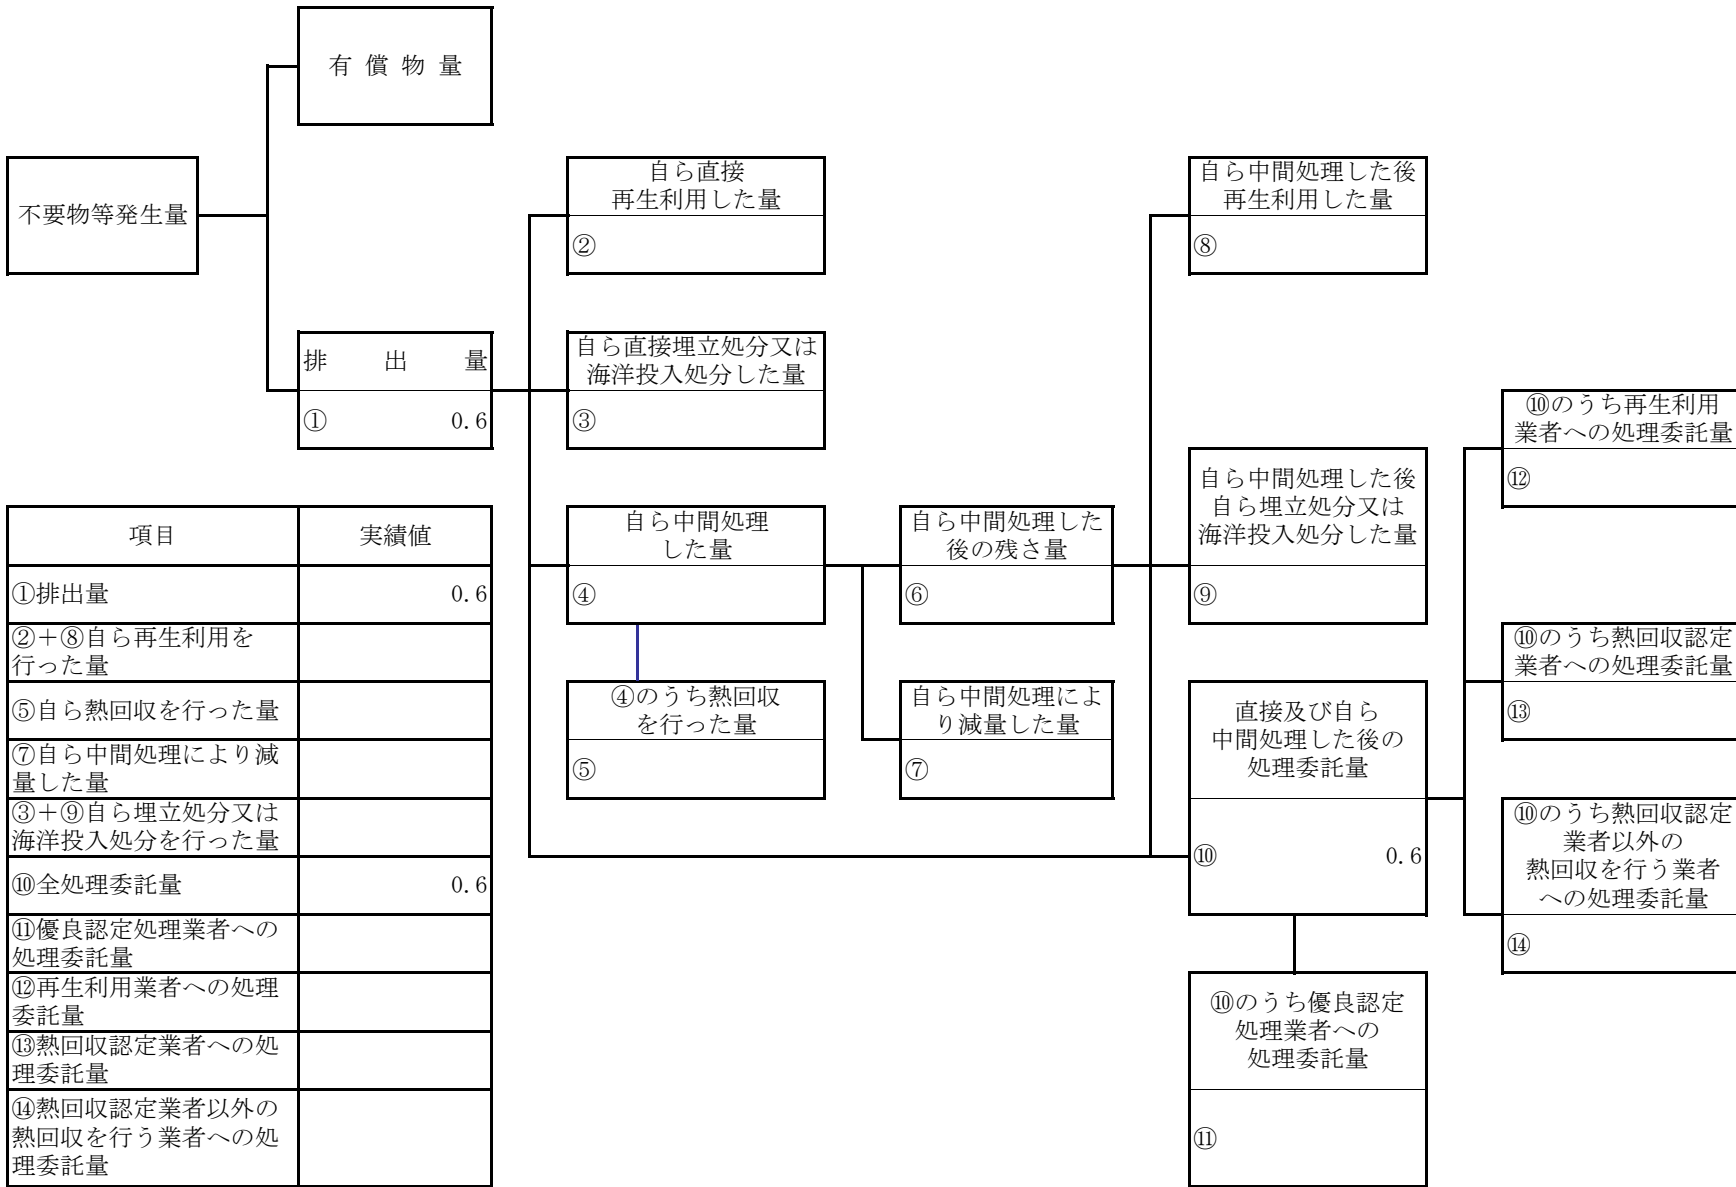 有 償 物 量
不要物等発生量
自ら直接
再生利用した量
②
自ら中間処理した後
再生利用した量
⑧
排 出 量
① 0.6
自ら直接埋立処分又は
海洋投入処分した量
③
⑩のうち再生利用
業者への処理委託量
⑫
自ら中間処理した後
自ら埋立処分又は
海洋投入処分した量
⑨
自ら中間処理
した量
④
自ら中間処理した
後の残さ量
⑥
⑩のうち熱回収認定
業者への処理委託量
⑬
④のうち熱回収
を行った量
⑤
自ら中間処理によ
り減量した量
⑦
直接及び自ら
中間処理した後の
処理委託量
⑩ 0.6
⑩のうち熱回収認定
業者以外の
熱回収を行う業者
への処理委託量
⑭
⑩のうち優良認定
処理業者への
処理委託量
⑪
項目 実績値
①排出量 0.6
②＋⑧自ら再生利用を
行った量
⑤自ら熱回収を行った量
⑦自ら中間処理により減
量した量
③＋⑨自ら埋立処分又は
海洋投入処分を行った量
⑩全処理委託量 0.6
⑪優良認定処理業者への
処理委託量
⑫再生利用業者への処理
委託量
⑬熱回収認定業者への処
理委託量
⑭熱回収認定業者以外の
熱回収を行う業者への処
理委託量